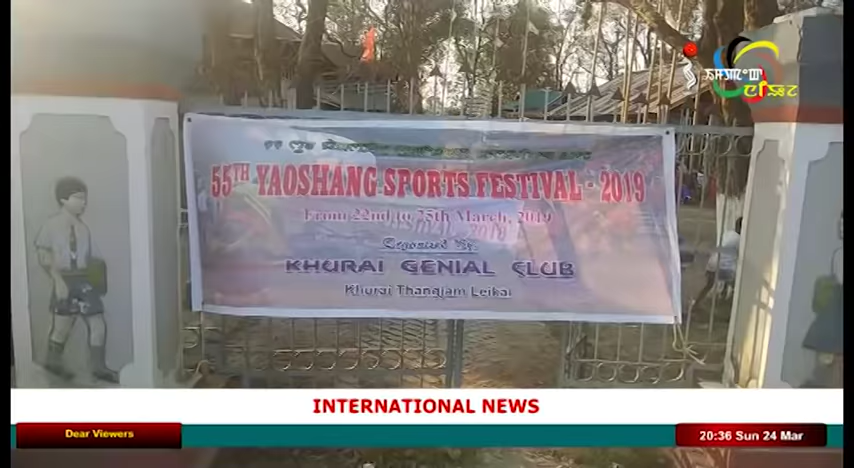 55TH YAOSHANG SPORTS FESTIVAL - 2019
From 22nd to 25th March, 2019
Organised by:
KHURAI GENIAL CLUB
Khurai Thangjam Leikai
INTERNATIONAL NEWS
Dear Viewers
20:36 Sun 24 Mar